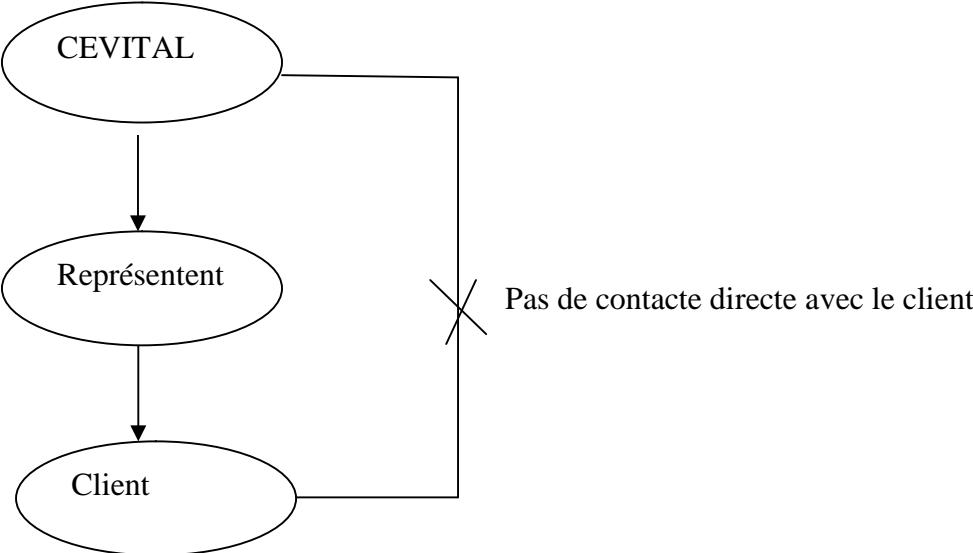 CEVITAL
Représentent
Pas de contacte directe avec le client
Client